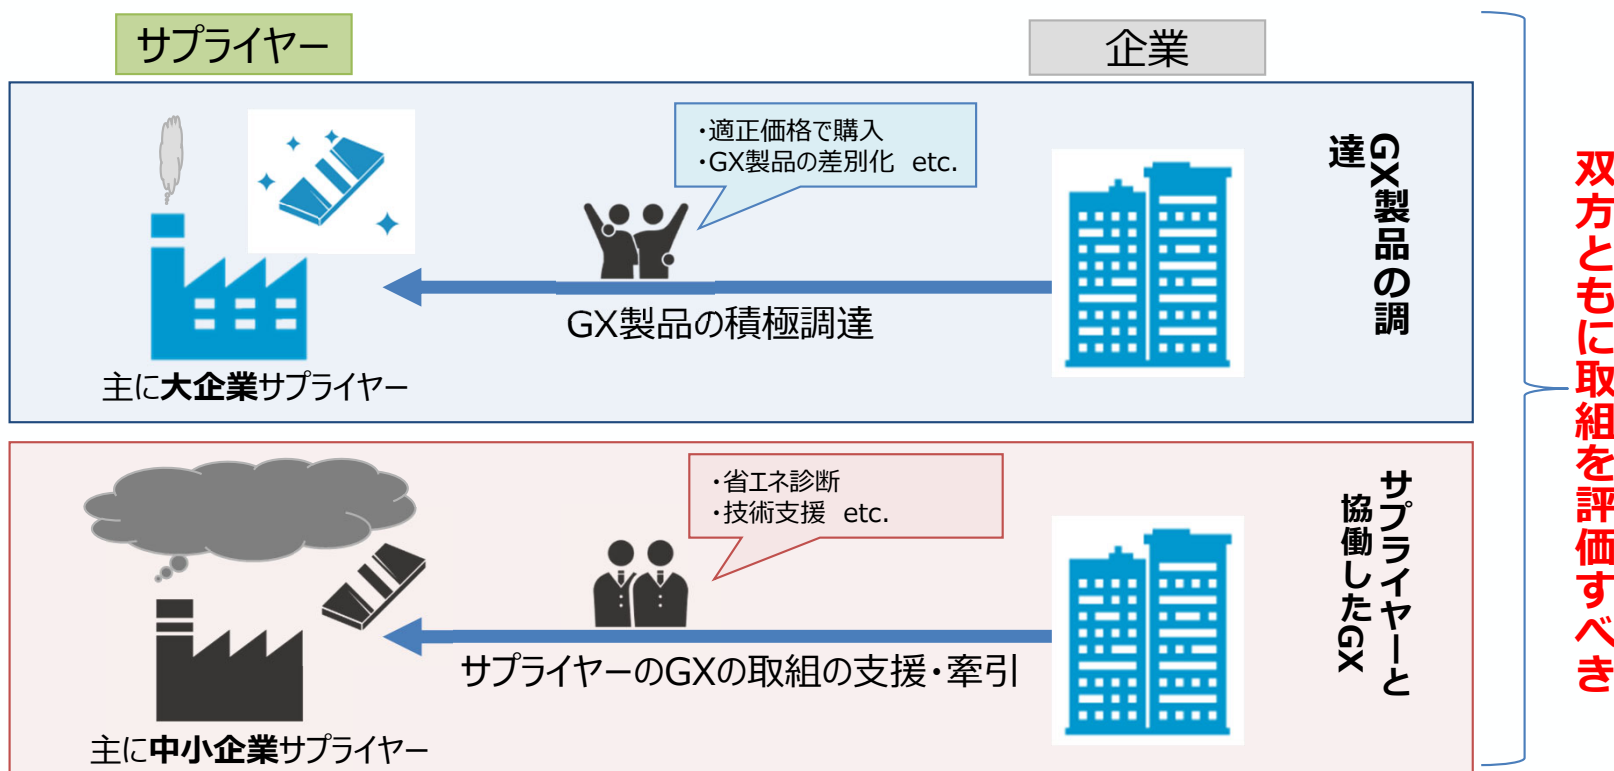 サプライヤー
企業
・適正価格で購入
・GX製品の差別化 etc.
GX製品の積極調達
主に大企業サプライヤー
GX製品の調
達
・省エネ診断
・技術支援 etc.
サプライヤーのGXの取組の支援・牽引
主に中小企業サプライヤー
サプライヤーと
協働したGX
双方ともに取組を評価すべき